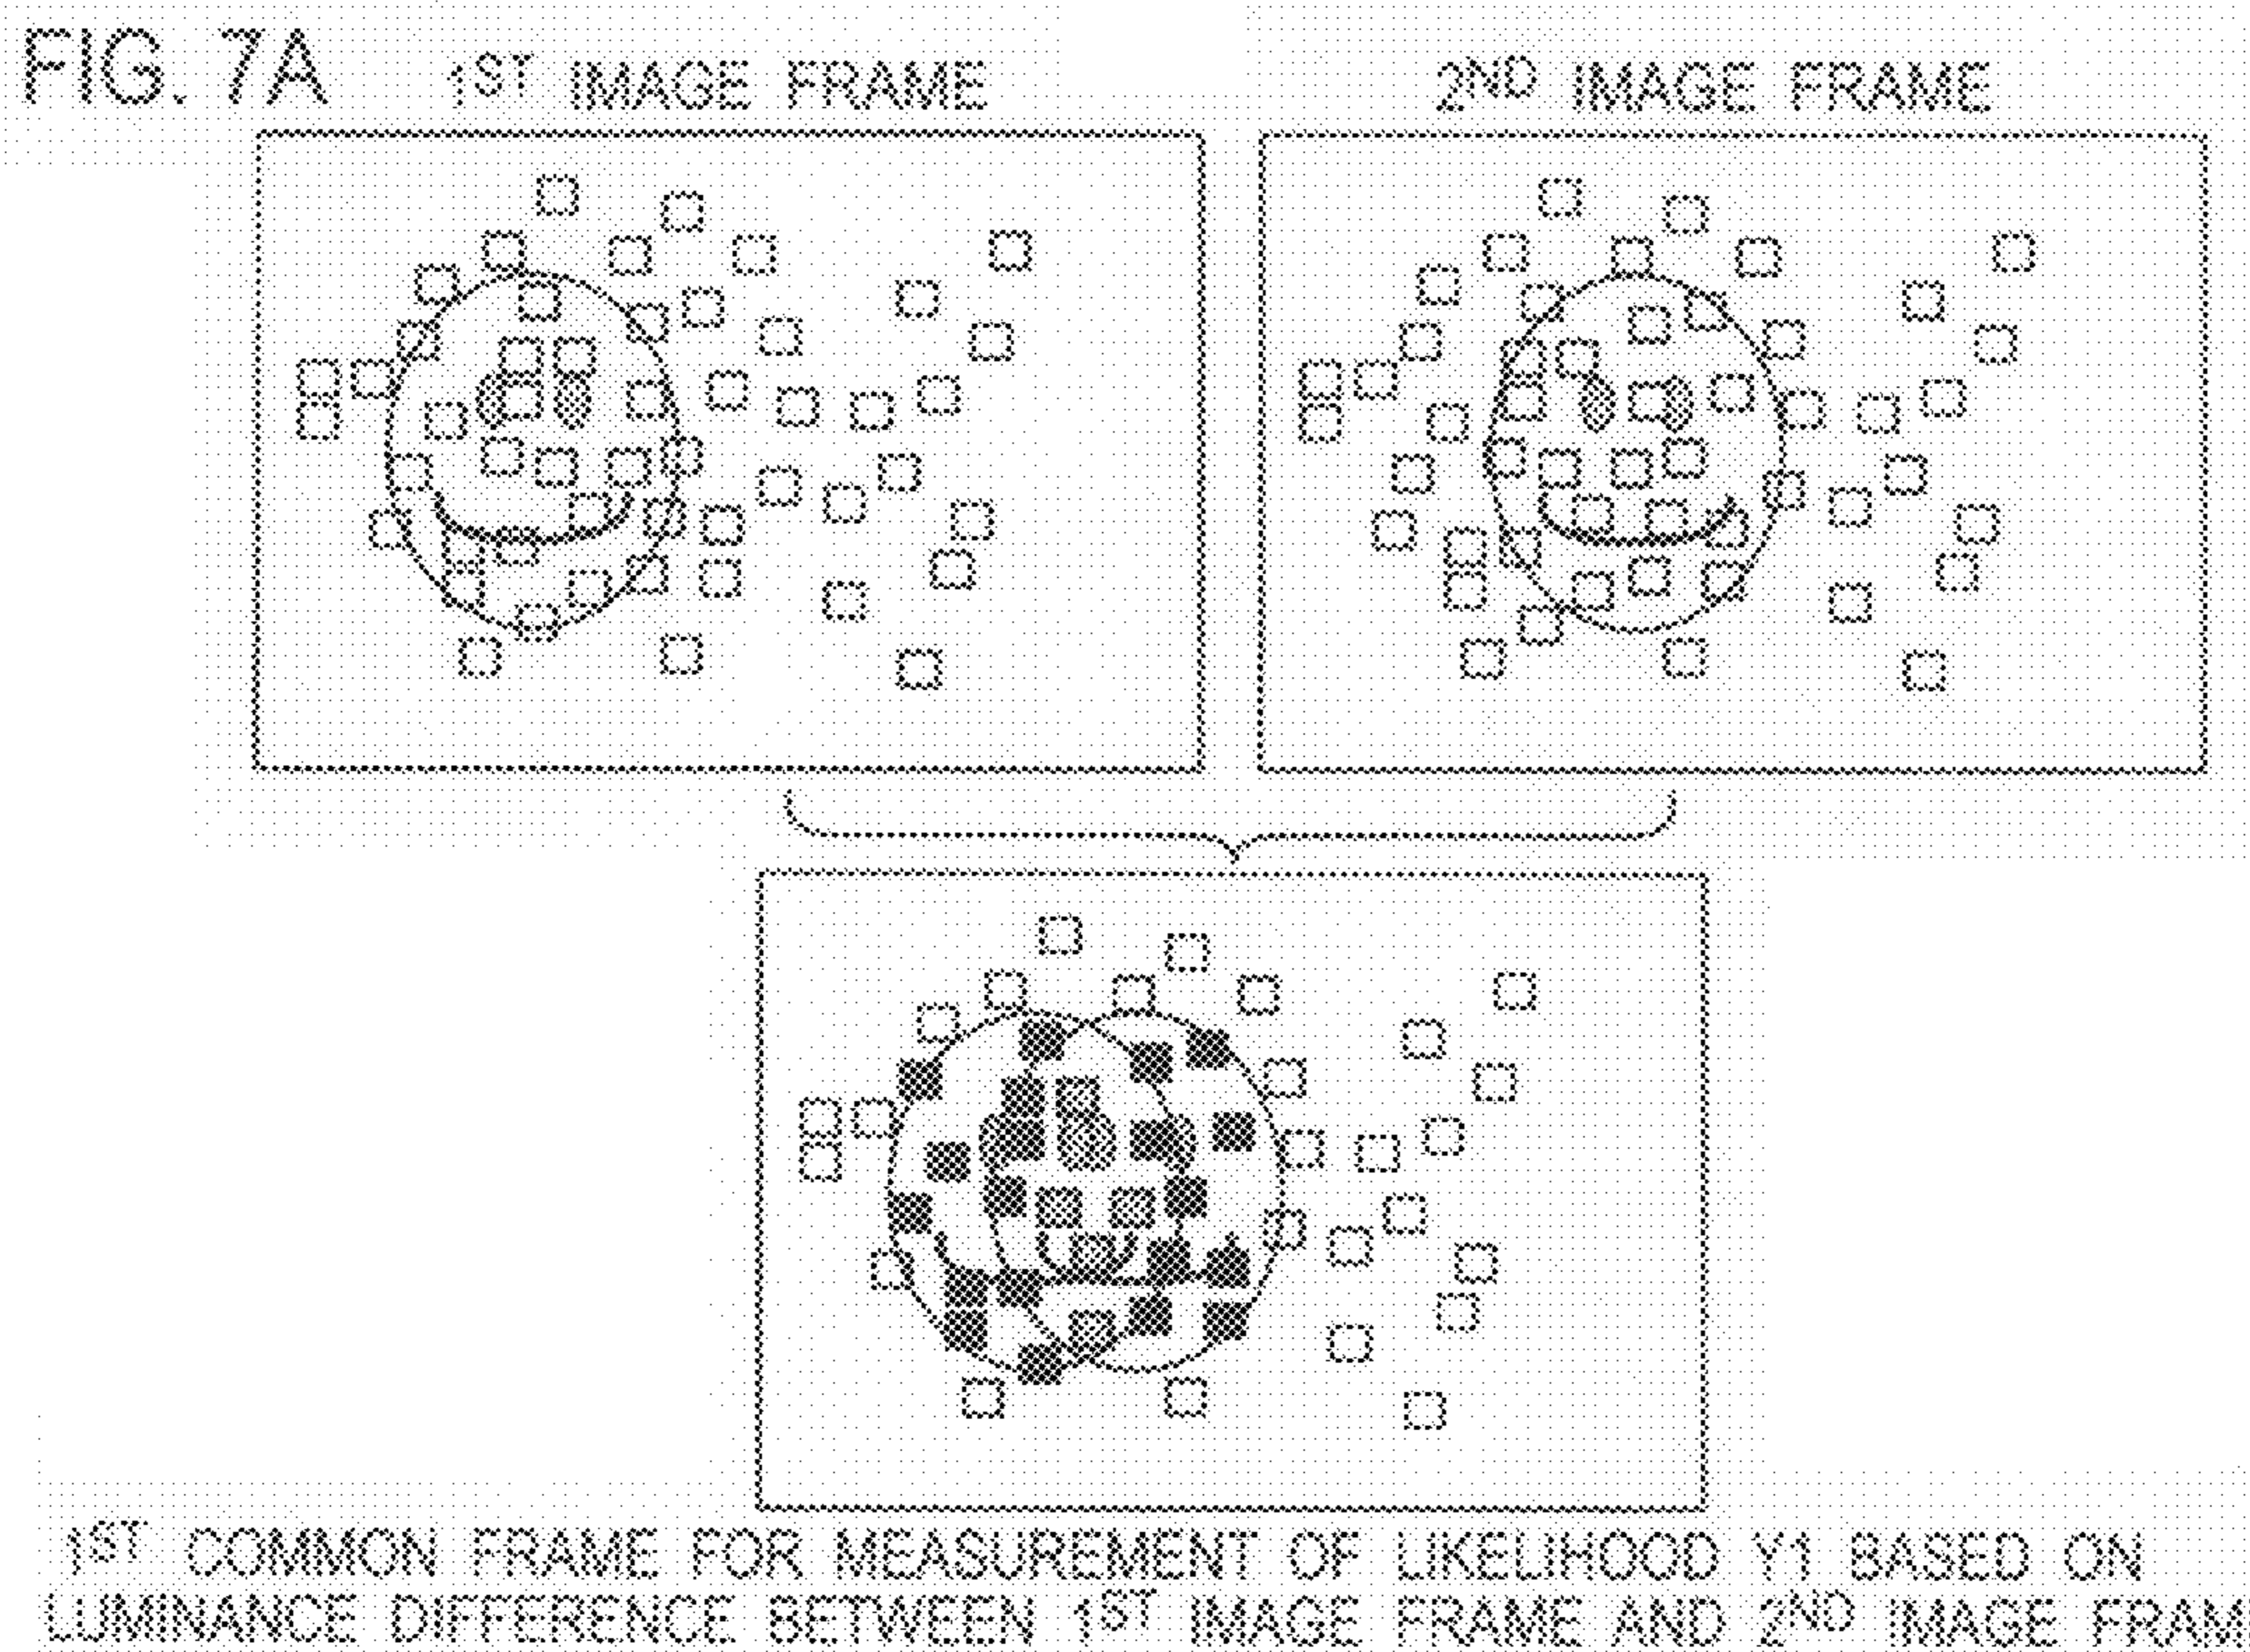 FIG. 7A
1ST IMAGE FRAME
2ND IMAGE FRAME
1ST COMMON FRAME FOR MEASUREMENT OF LIKELIHOOD Y1 BASED ON
LUMINANCE DIFFERENCE BETWEEN 1ST IMAGE FRAME AND 2ND IMAGE FRAM